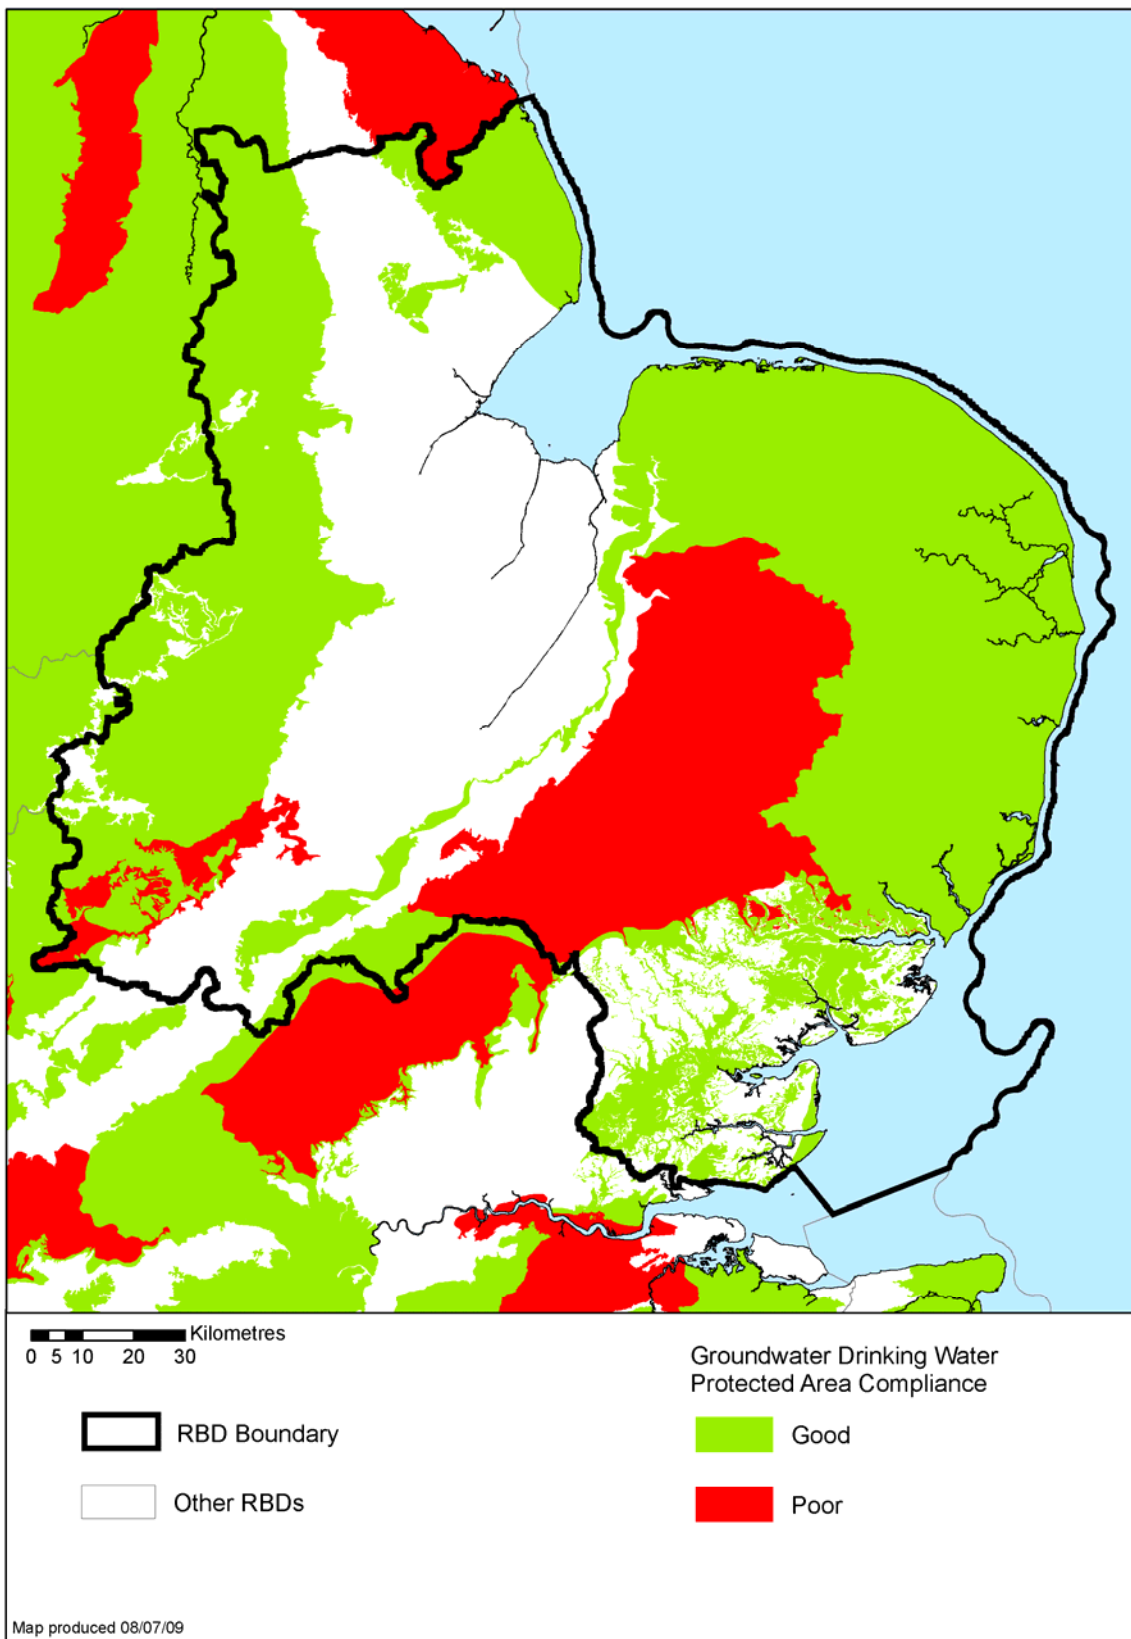 Kilometres
0 5 10 20 30
Groundwater Drinking Water
Protected Area Compliance
RBD Boundary
Good
Other RBDs
Poor
Map produced 08/07/09